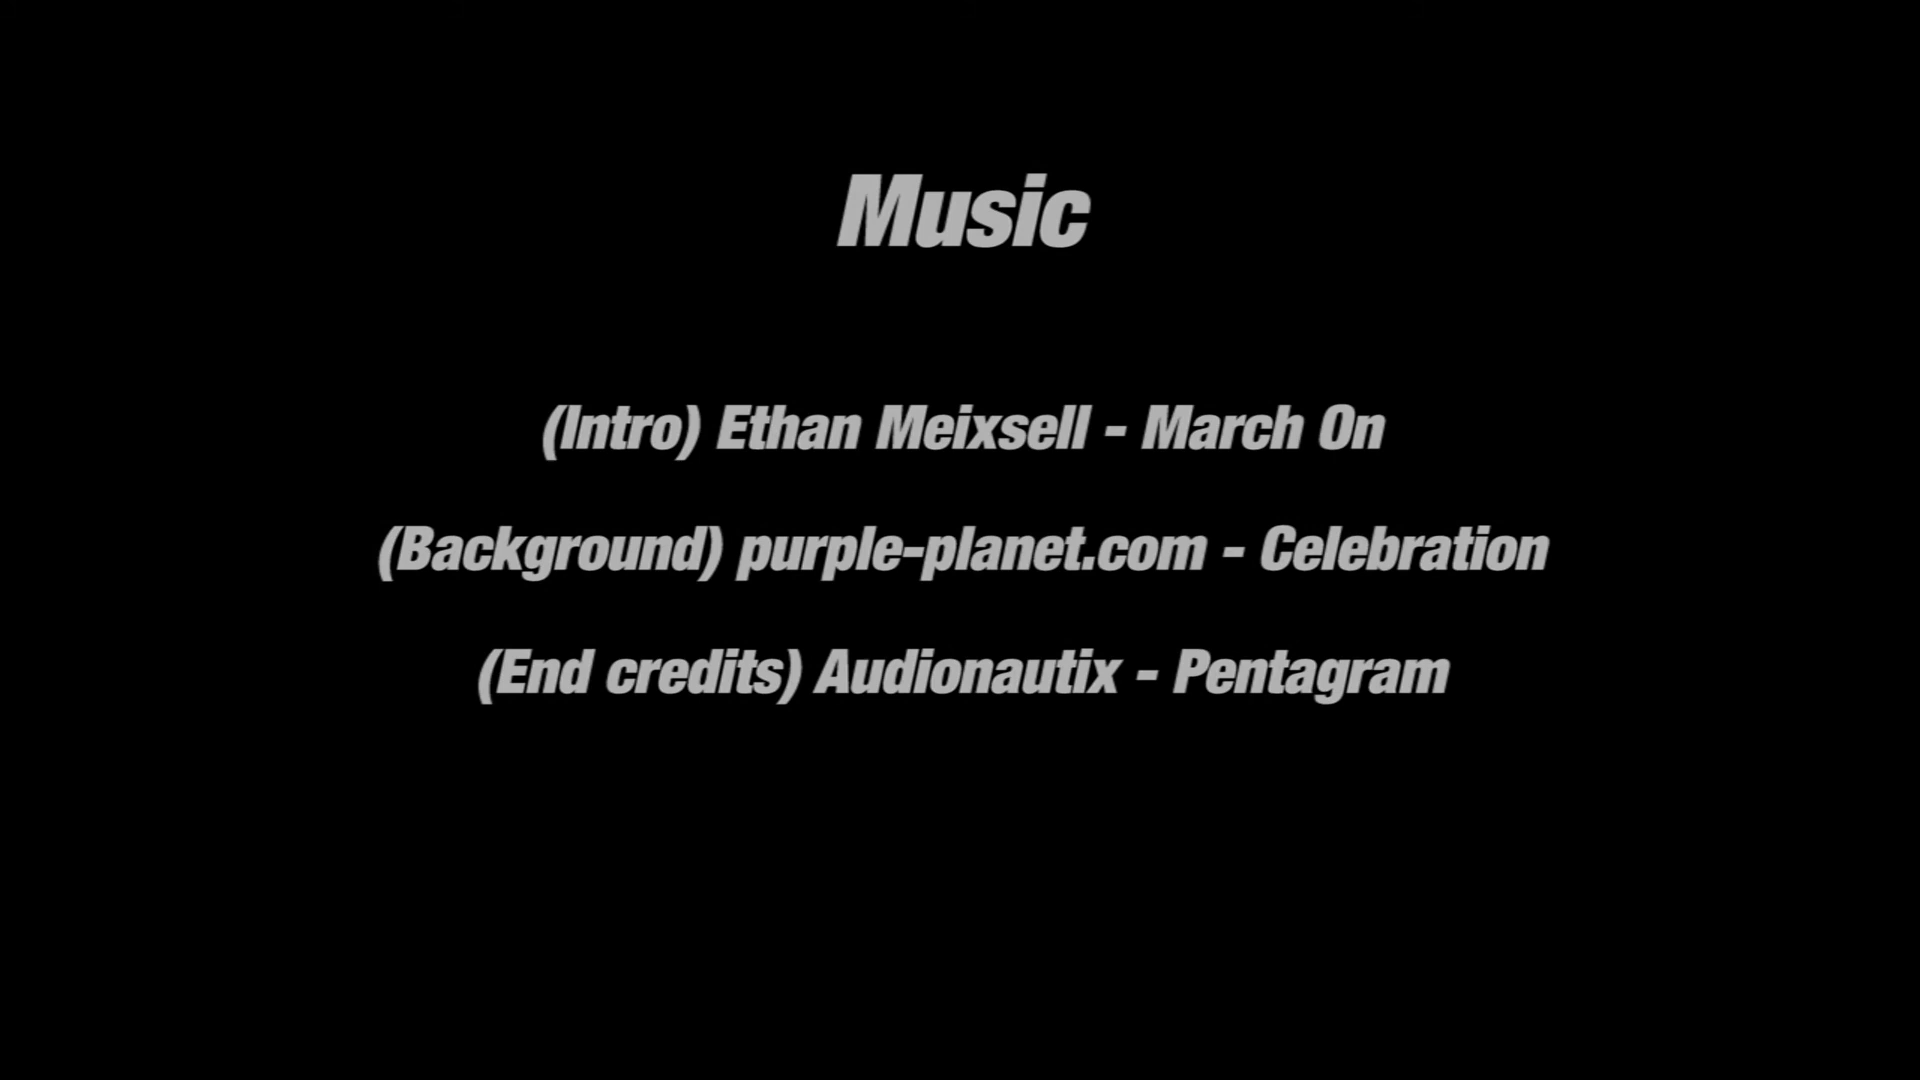 Music
(Intro) Ethan Meixsell - March On
(Background) purple-planet.com - Celebration
(End credits) Audionautix - Pentagram